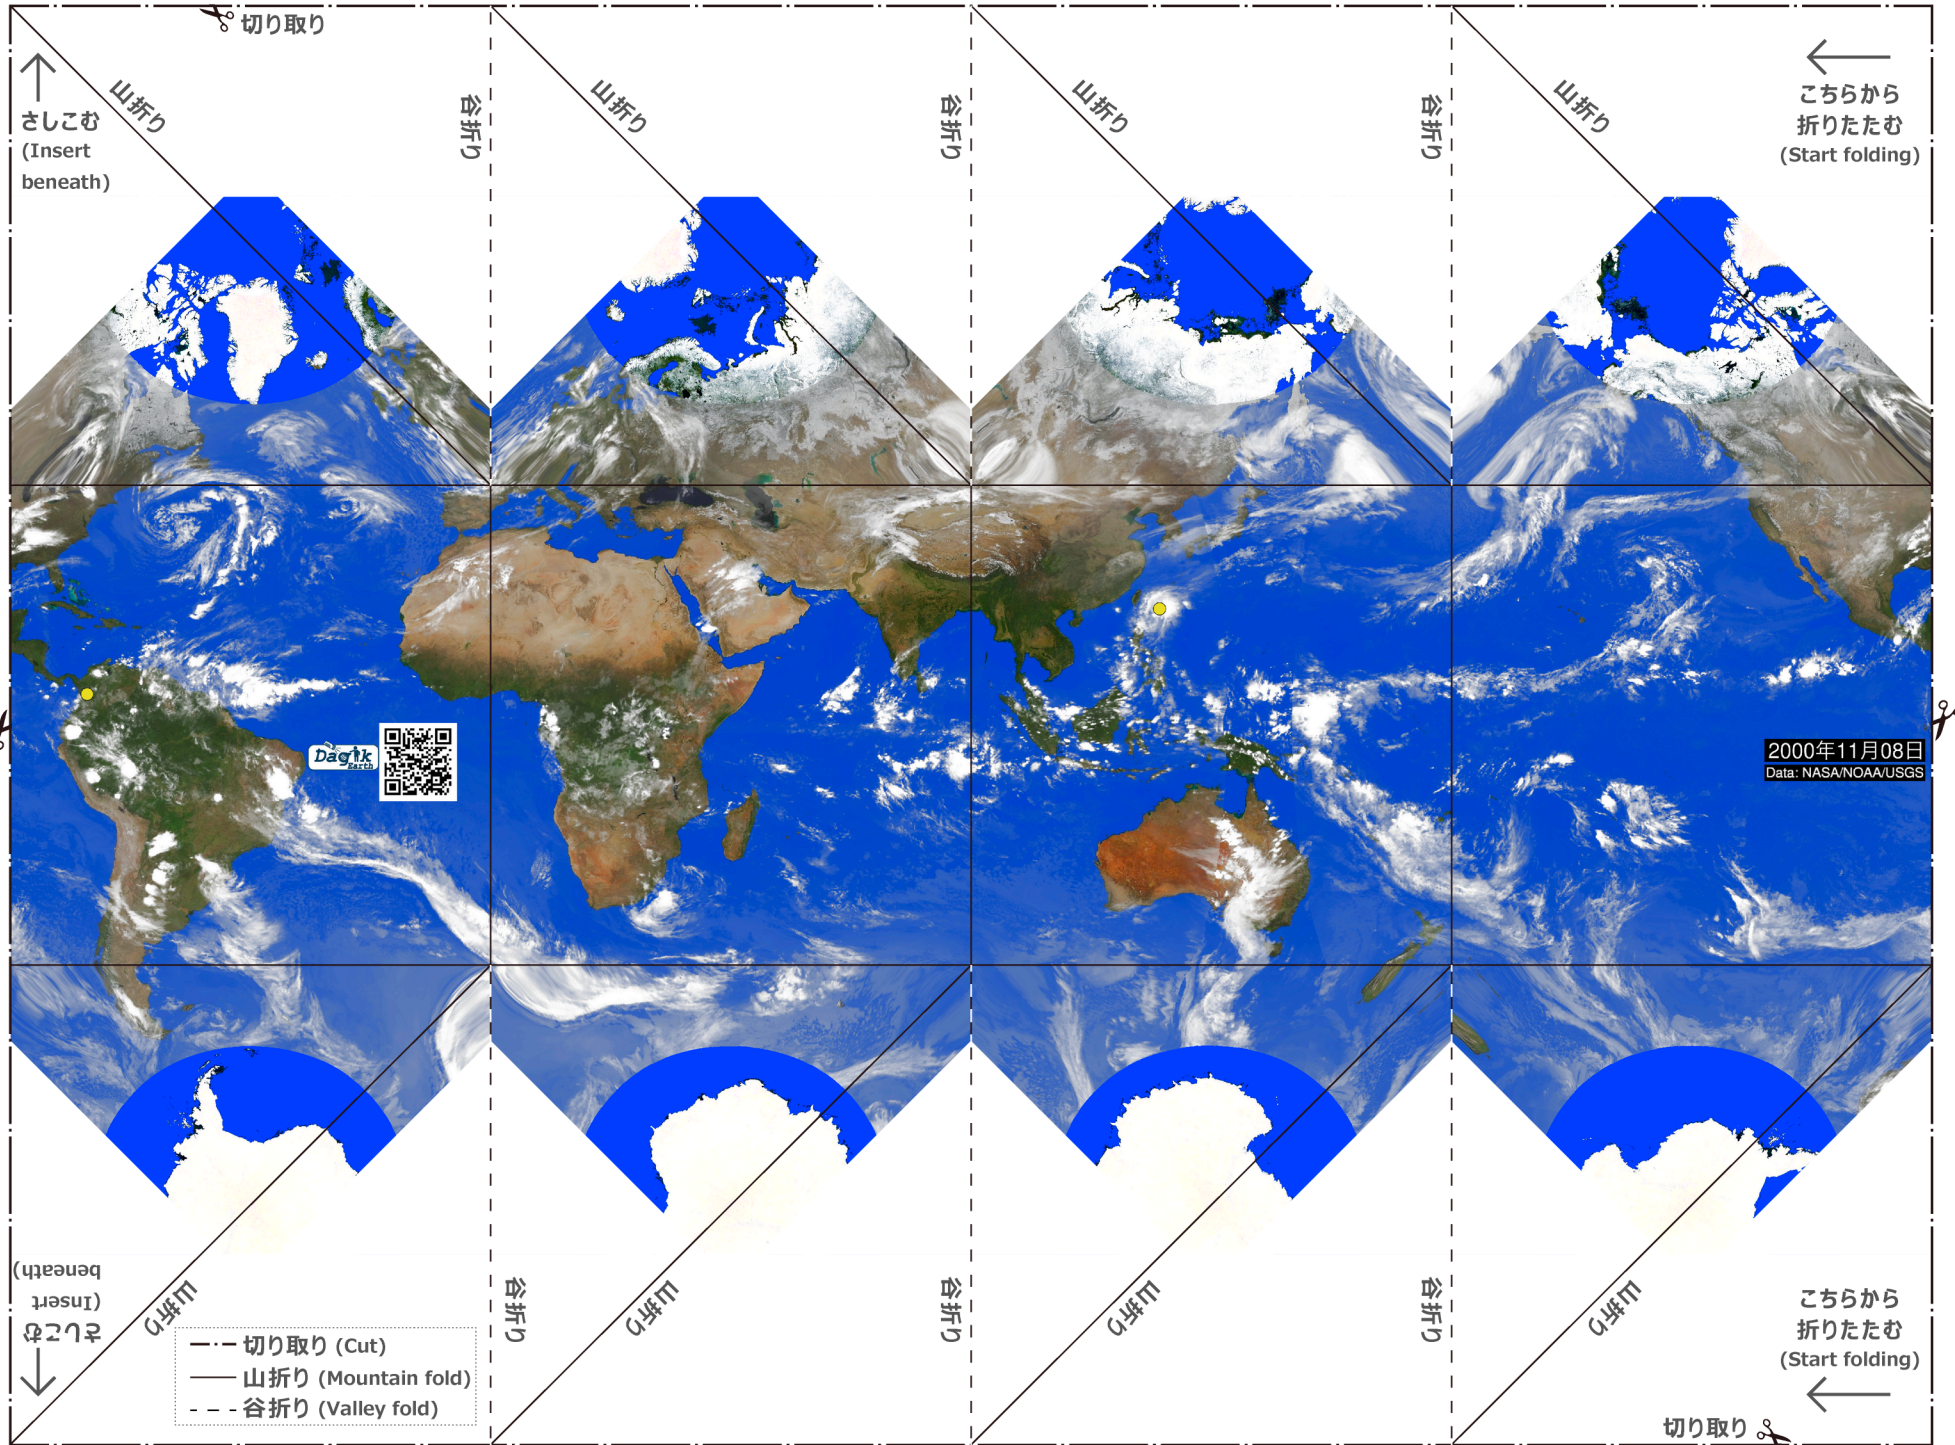 切り取り
さしこむ
(Insert
beneath)
山折り
谷折り
山折り
谷折り
山折り
谷折り
山折り
こちらから
折りたたむ
(Start folding)
Dagik
Earth
2000年11月08日
Data: NASA/NOAA/USGS
さしこむ
(Insert
beneath)
山折り
谷折り
山折り
谷折り
山折り
谷折り
山折り
こちらから
折りたたむ
(Start folding)
切り取り (Cut)
山折り (Mountain fold)
谷折り (Valley fold)
切り取り